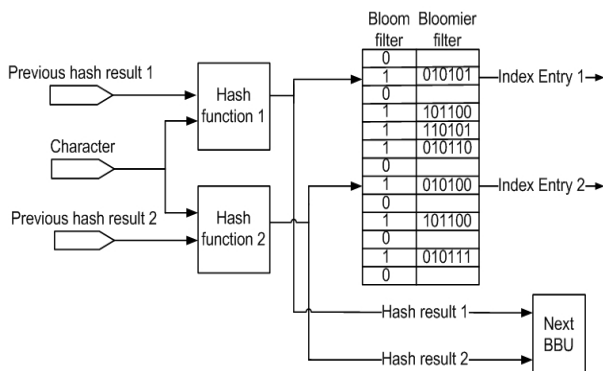 Bloom filter
Bloomier filter
0
1 010101
0
1 101100
1 110101
1 010110
0
1 010100
0
1 101100
0
1 010111
0
Previous hash result 1
Character
Previous hash result 2
Hash
function 1
Hash
function 2
Index Entry 1
Index Entry 2
Hash result 1
Hash result 2
Next
BBU